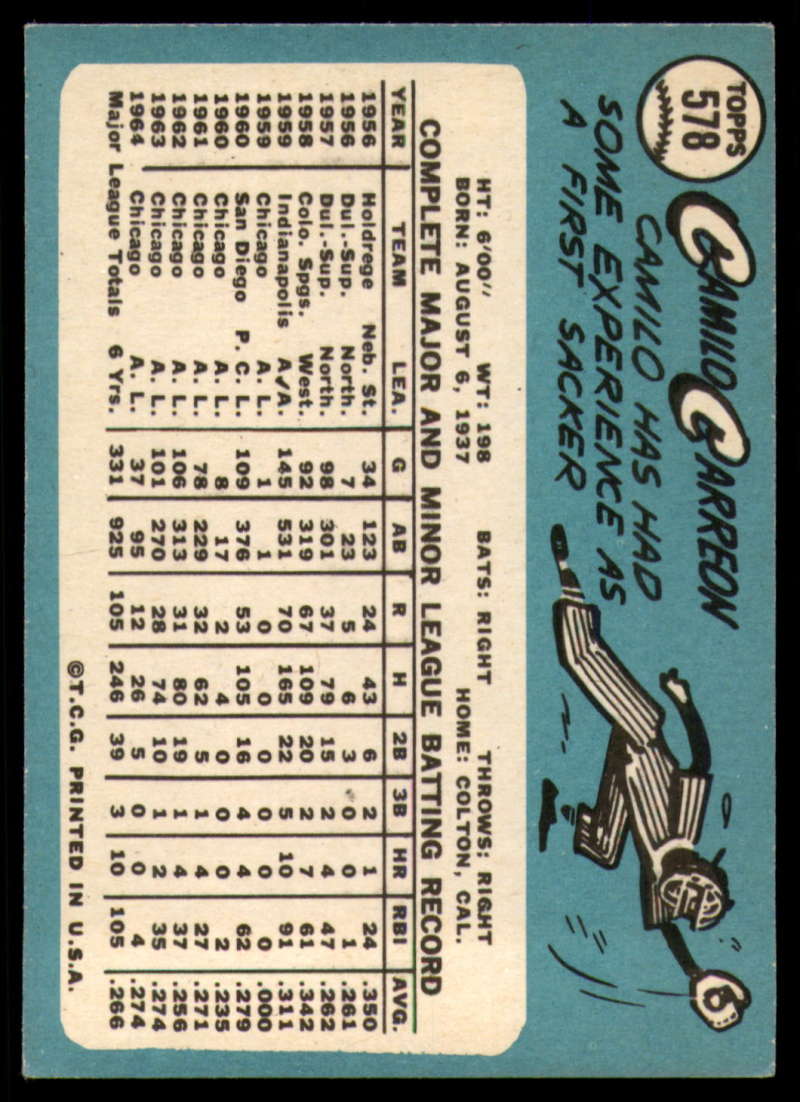 TOPPS
578
CAMILO CARREON
CAMILO HAS HAD
SOME EXPERIENCE AS
A FIRST SACKER
HT: 6'00" WT: 198 BATS: RIGHT THROWS: RIGHT
BORN: AUGUST 6, 1937 HOME: COLTON, CAL.
COMPLETE MAJOR AND MINOR LEAGUE BATTING RECORD
YEAR TEAM LEA. G AB R H 2B 3B HR RBI AVG.
1956 Holdrege Neb. St. 34 123 24 43 6 2 1 24 .350
1956 Dul.-Sup. North. 7 23 5 6 3 0 0 1 .261
1957 Dul.-Sup. North. 98 301 37 79 15 2 4 47 .262
1958 Colo. Spgs. West. 92 319 67 109 20 2 7 61 .342
1959 Indianapolis A.A. 145 531 70 165 22 5 10 91 .311
1959 Chicago A. L. 1 1 0 0 0 0 0 0 .000
1960 San Diego P. C. L. 109 376 53 105 16 4 4 62 .279
1960 Chicago A. L. 8 17 2 4 0 0 0 2 .235
1961 Chicago A. L. 78 229 32 62 5 1 4 27 .271
1962 Chicago A. L. 106 313 31 80 19 1 4 37 .256
1963 Chicago A. L. 101 270 28 74 10 1 2 35 .274
1964 Chicago A. L. 37 95 12 26 5 0 0 4 .274
Major League Totals 6 Yrs. 331 925 105 246 39 3 10 105 .266
©T.C.G. PRINTED IN U.S.A.